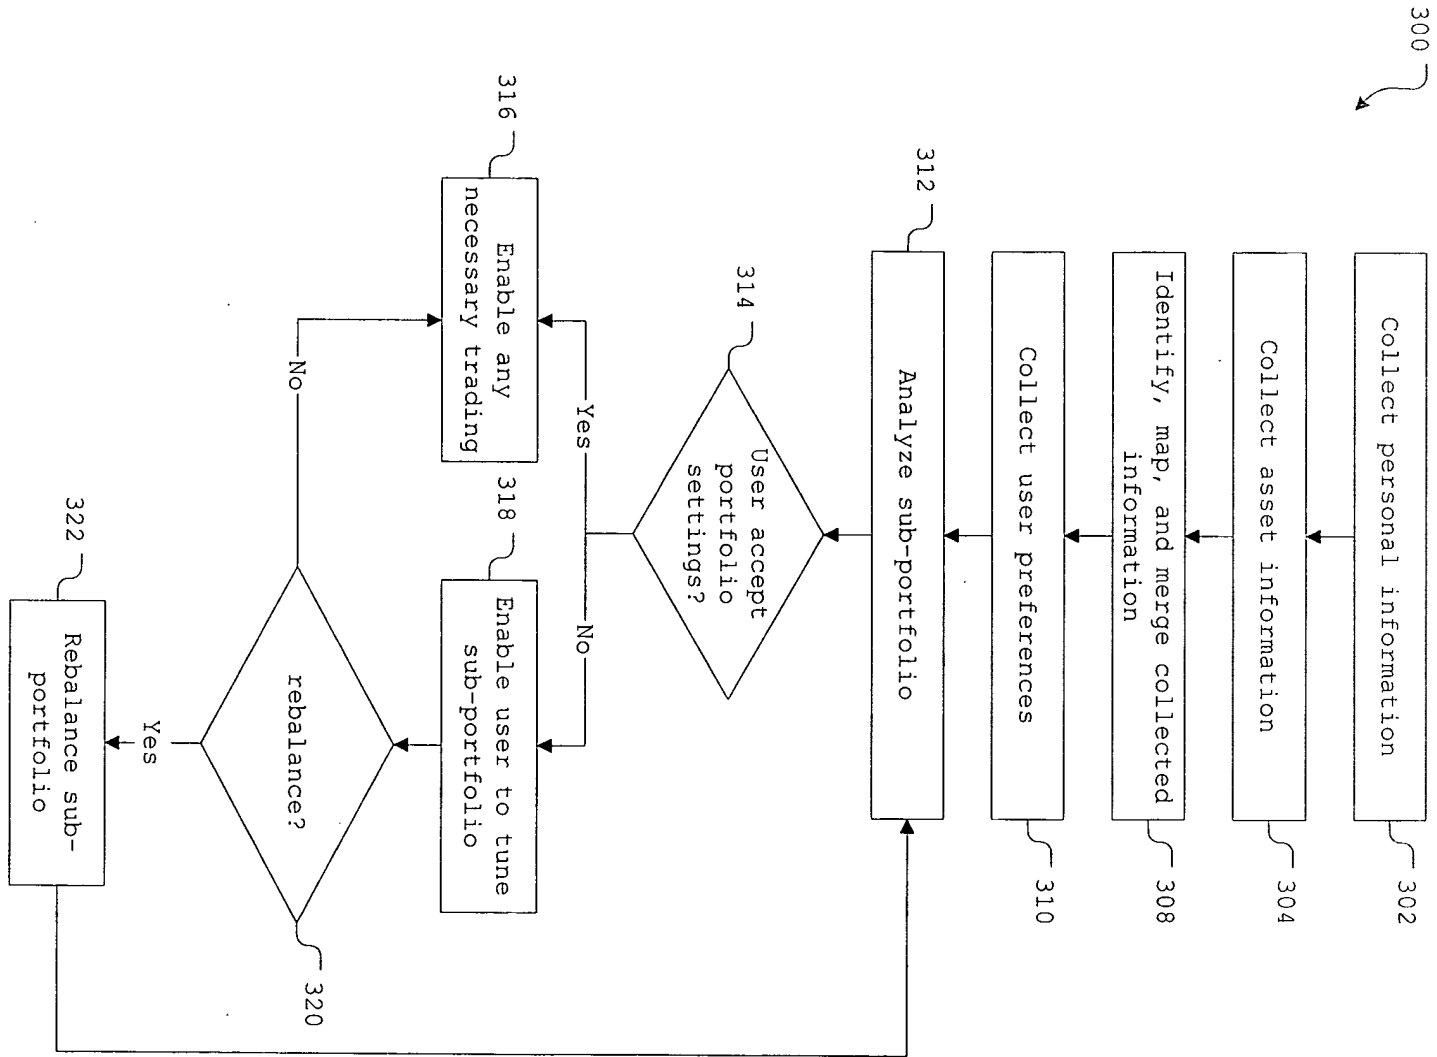 300
Collect personal information
302
Collect asset information
304
Identify, map, and merge collected
information
308
Collect user preferences
310
312
Analyze sub-portfolio
314
User accept
portfolio
settings?
Yes
No
316
Enable any
necessary trading
318
Enable user to tune
sub-portfolio
No
rebalance?
320
Yes
322
Rebalance sub-
portfolio